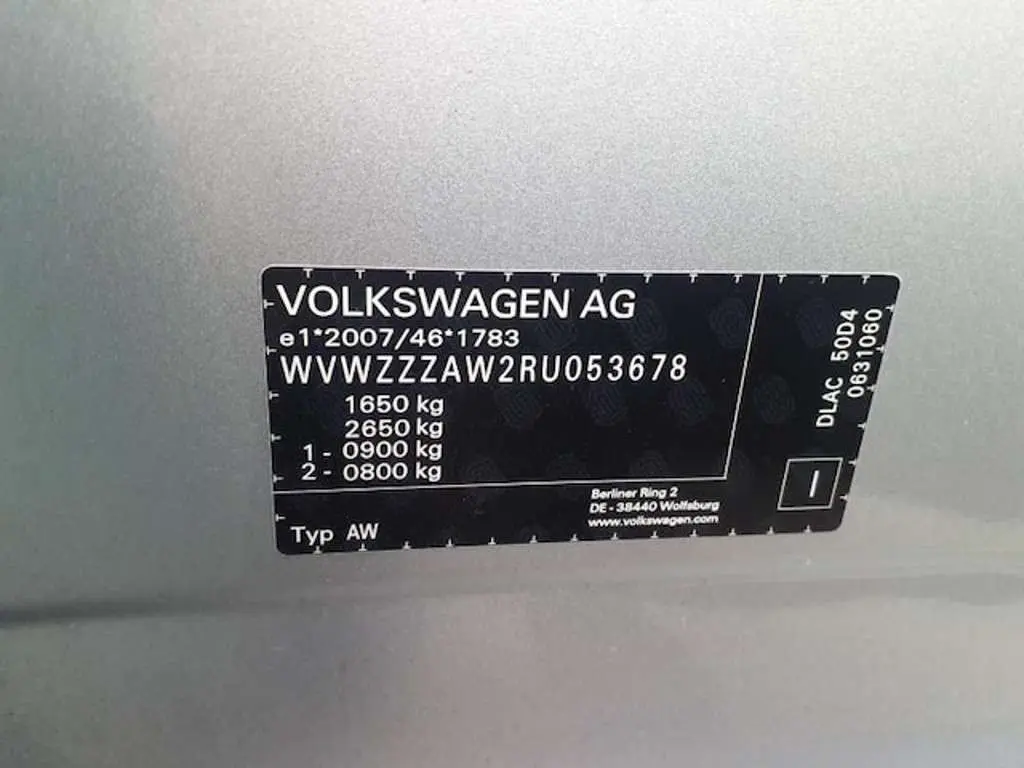 VOLKSWAGEN AG
e1*2007/46*1783
WVWZZZAW2RU053678
1650 kg
2650 kg
1 - 0900 kg
2 - 0800 kg
Typ AW
Berliner Ring 2
DE - 38440 Wolfsburg
www.volkswagen.com
DLAC 50D4
0631060
I